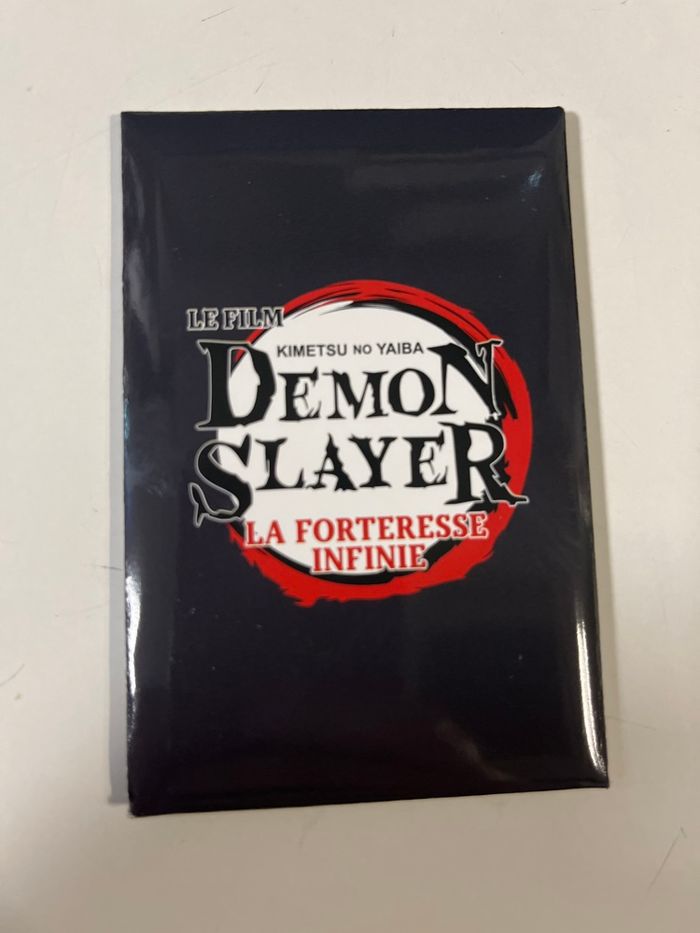 LE FILM
KIMETSU NO YAIBA
DEMON
SLAYER
LA FORTERESSE
INFINIE